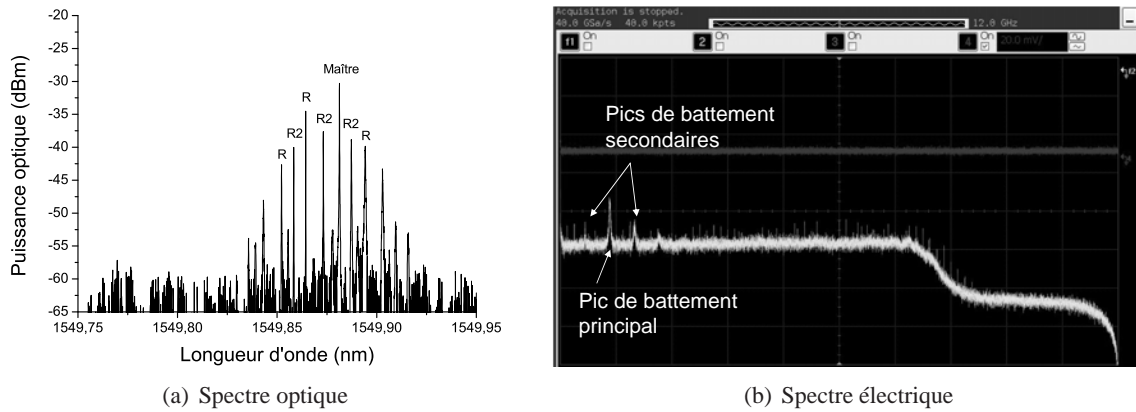 -20
-25
-30
-35
-40
-45
-50
-55
-60
-65
Puissance optique (dBm)
Maître
R
R2
R2
R2
R
R
1549,75
1549,80
1549,85
1549,90
1549,95
Longueur d'onde (nm)
(a) Spectre optique
Acquisition is stopped.
40.0 GSa/s 40.0 kpts
12.0 GHz
f1 On
2 On
3 On
4 On 20.0 mV/
Pics de battement
secondaires
Pic de battement
principal
(b) Spectre électrique